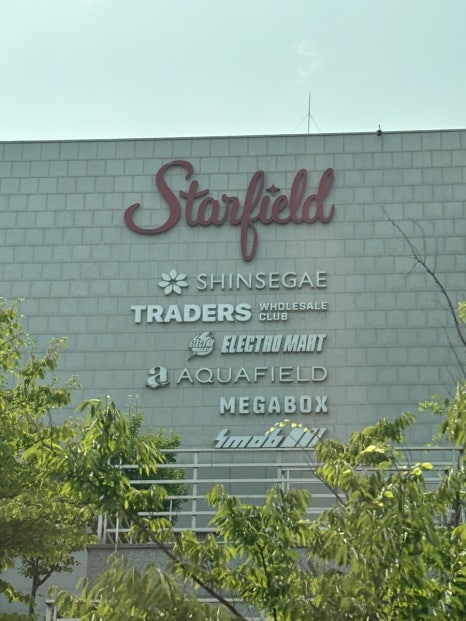 Starfield
SHINSEGAE
TRADERS WHOLESALE CLUB
ELECTRO MART
AQUAFIELD
MEGABOX